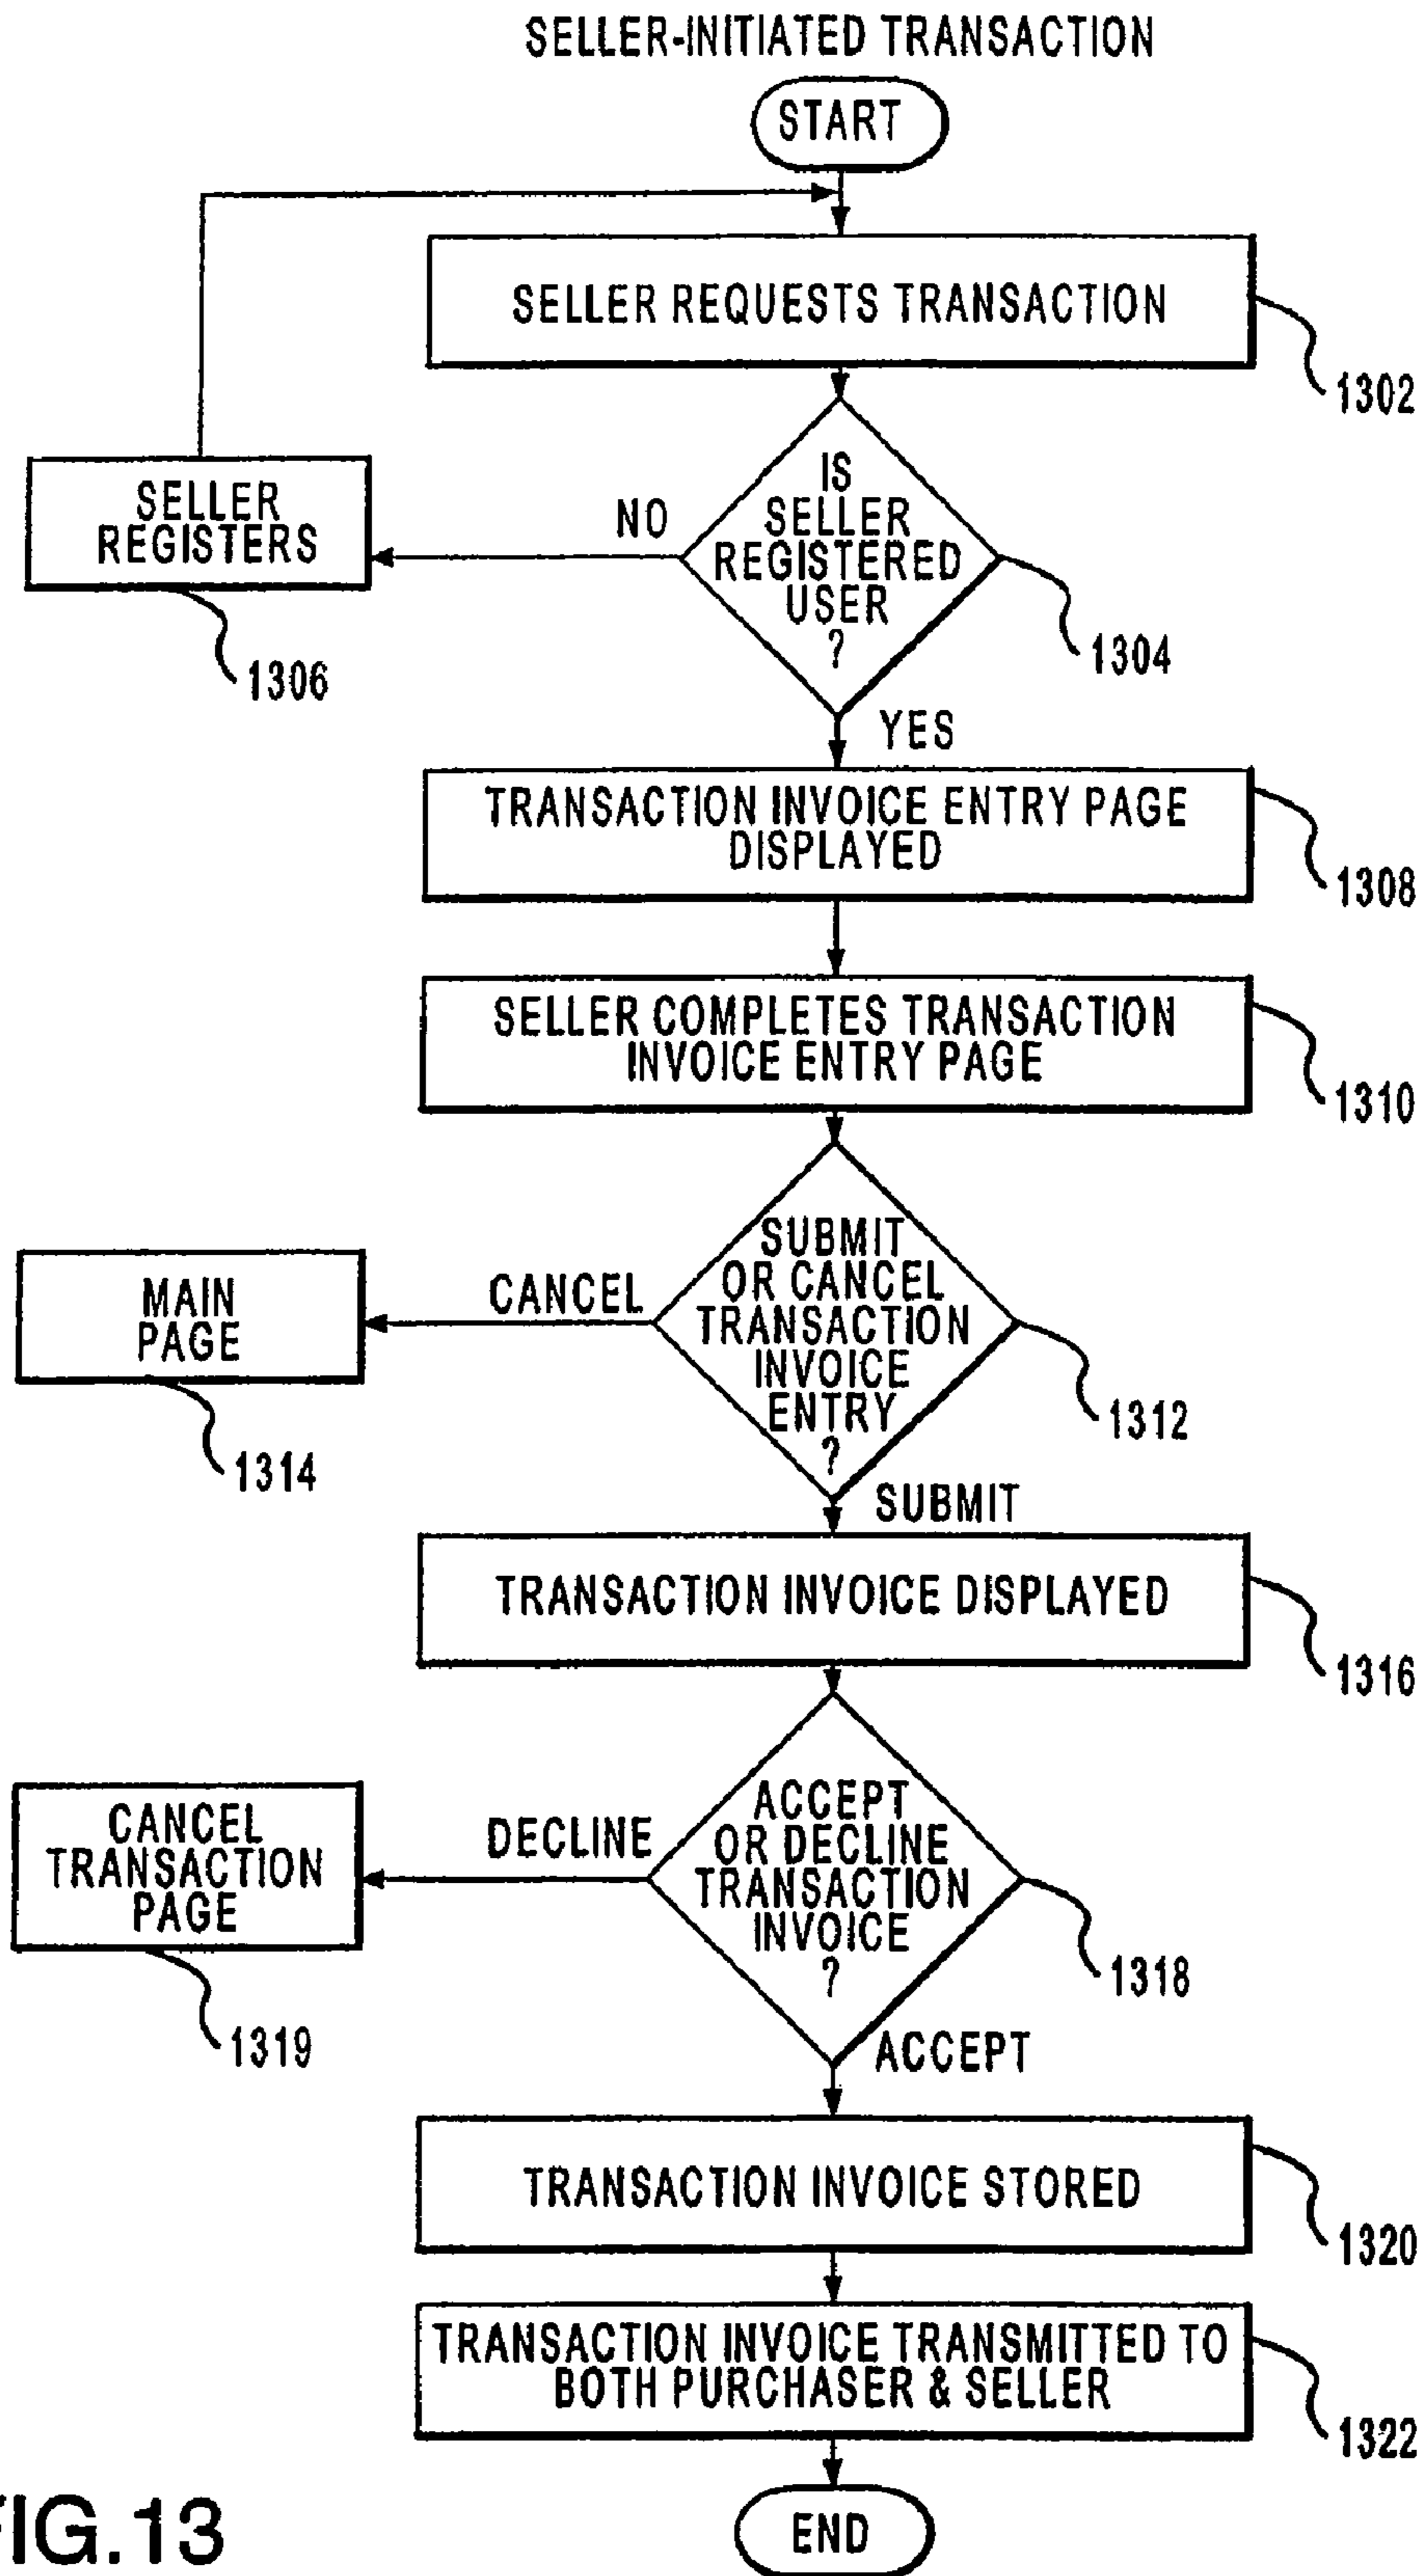 SELLER-INITIATED TRANSACTION
START
SELLER REQUESTS TRANSACTION
1302
IS
SELLER
REGISTERED
USER
?
1304
NO
SELLER
REGISTERS
1306
YES
TRANSACTION INVOICE ENTRY PAGE
DISPLAYED
1308
SELLER COMPLETES TRANSACTION
INVOICE ENTRY PAGE
1310
SUBMIT
OR CANCEL
TRANSACTION
INVOICE
ENTRY
?
1312
CANCEL
MAIN
PAGE
1314
SUBMIT
TRANSACTION INVOICE DISPLAYED
1316
ACCEPT
OR DECLINE
TRANSACTION
INVOICE
?
1318
DECLINE
CANCEL
TRANSACTION
PAGE
1319
ACCEPT
TRANSACTION INVOICE STORED
1320
TRANSACTION INVOICE TRANSMITTED TO
BOTH PURCHASER & SELLER
1322
END
FIG.13